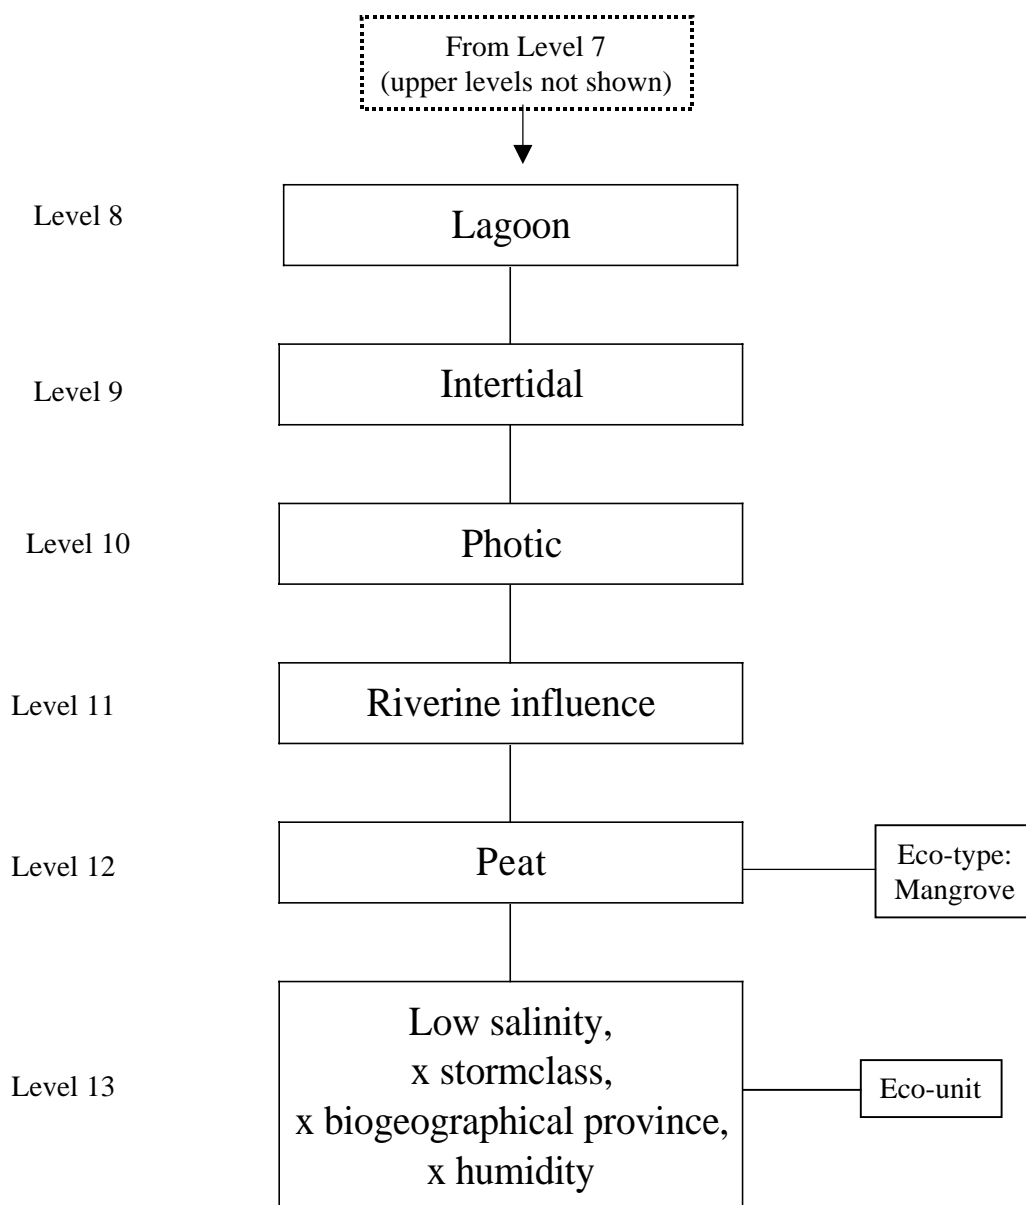 From Level 7
(upper levels not shown)
Level 8
Lagoon
Level 9
Intertidal
Level 10
Photic
Level 11
Riverine influence
Level 12
Peat
Eco-type:
Mangrove
Level 13
Low salinity,
x stormclass,
x biogeographical province,
x humidity
Eco-unit